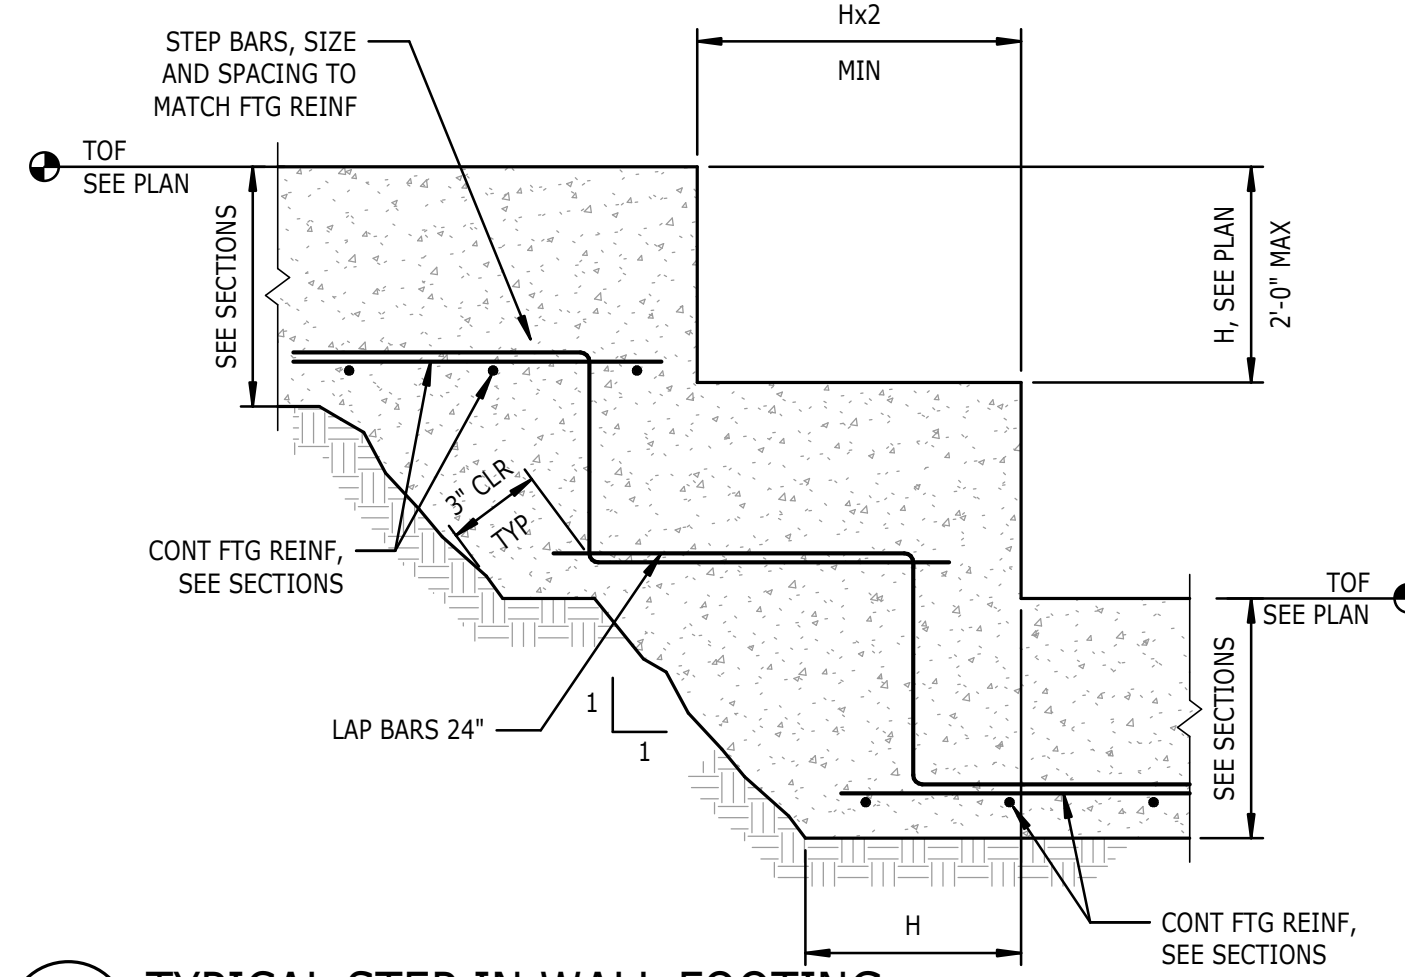 Hx2
MIN
STEP BARS, SIZE
AND SPACING TO
MATCH FTG REINF
TOF
SEE PLAN
SEE SECTIONS
H, SEE PLAN
2'-0" MAX
3" CLR
TYP
CONT FTG REINF,
SEE SECTIONS
TOF
SEE PLAN
SEE SECTIONS
LAP BARS 24"
1
1
H
CONT FTG REINF,
SEE SECTIONS
TYPICAL STEP IN WALL FOOTING